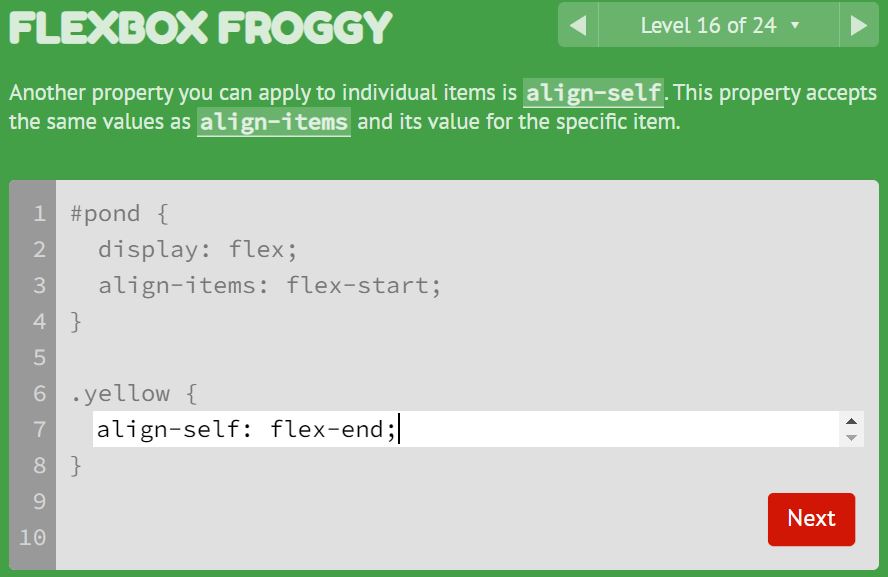 FLEXBOX FROGGY
Level 16 of 24
Another property you can apply to individual items is align-self. This property accepts
the same values as align-items and its value for the specific item.
1 #pond {
2 display: flex;
3 align-items: flex-start;
4 }
5
6 .yellow {
7 align-self: flex-end;
8 }
9
10
Next